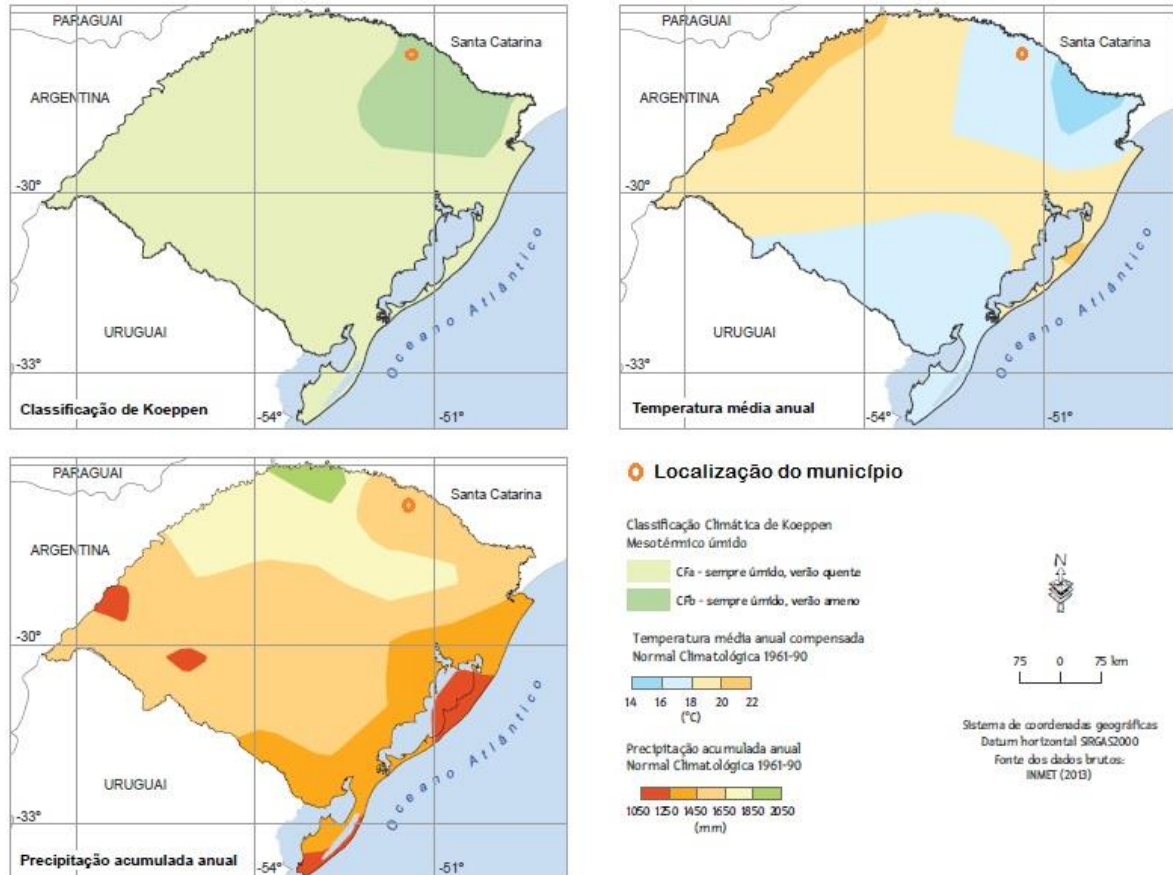 PARAGUAI
Santa Catarina
ARGENTINA
-30°
Oceano Atlântico
URUGUAI
-33°
Classificação de Koeppen
-54°
-51°
PARAGUAI
Santa Catarina
ARGENTINA
-30°
Oceano Atlântico
URUGUAI
-33°
Temperatura média anual
-54°
-51°
PARAGUAI
Santa Catarina
ARGENTINA
-30°
Oceano Atlântico
URUGUAI
-33°
Precipitação acumulada anual
-54°
-51°
Localização do município
Classificação Climática de Koeppen
Mesotérmico úmido
CFa - sempre úmido, verão quente
CFb - sempre úmido, verão ameno
Temperatura média anual compensada
Normal Climatológica 1961-90
14 16 18 20 22
(°C)
Precipitação acumulada anual
Normal Climatológica 1961-90
1050 1250 1450 1650 1850 2050
(mm)
N
75 0 75 km
Sistema de coordenadas geográficas
Datum horizontal SIRGAS2000
Fonte dos dados brutos:
INMET (2013)